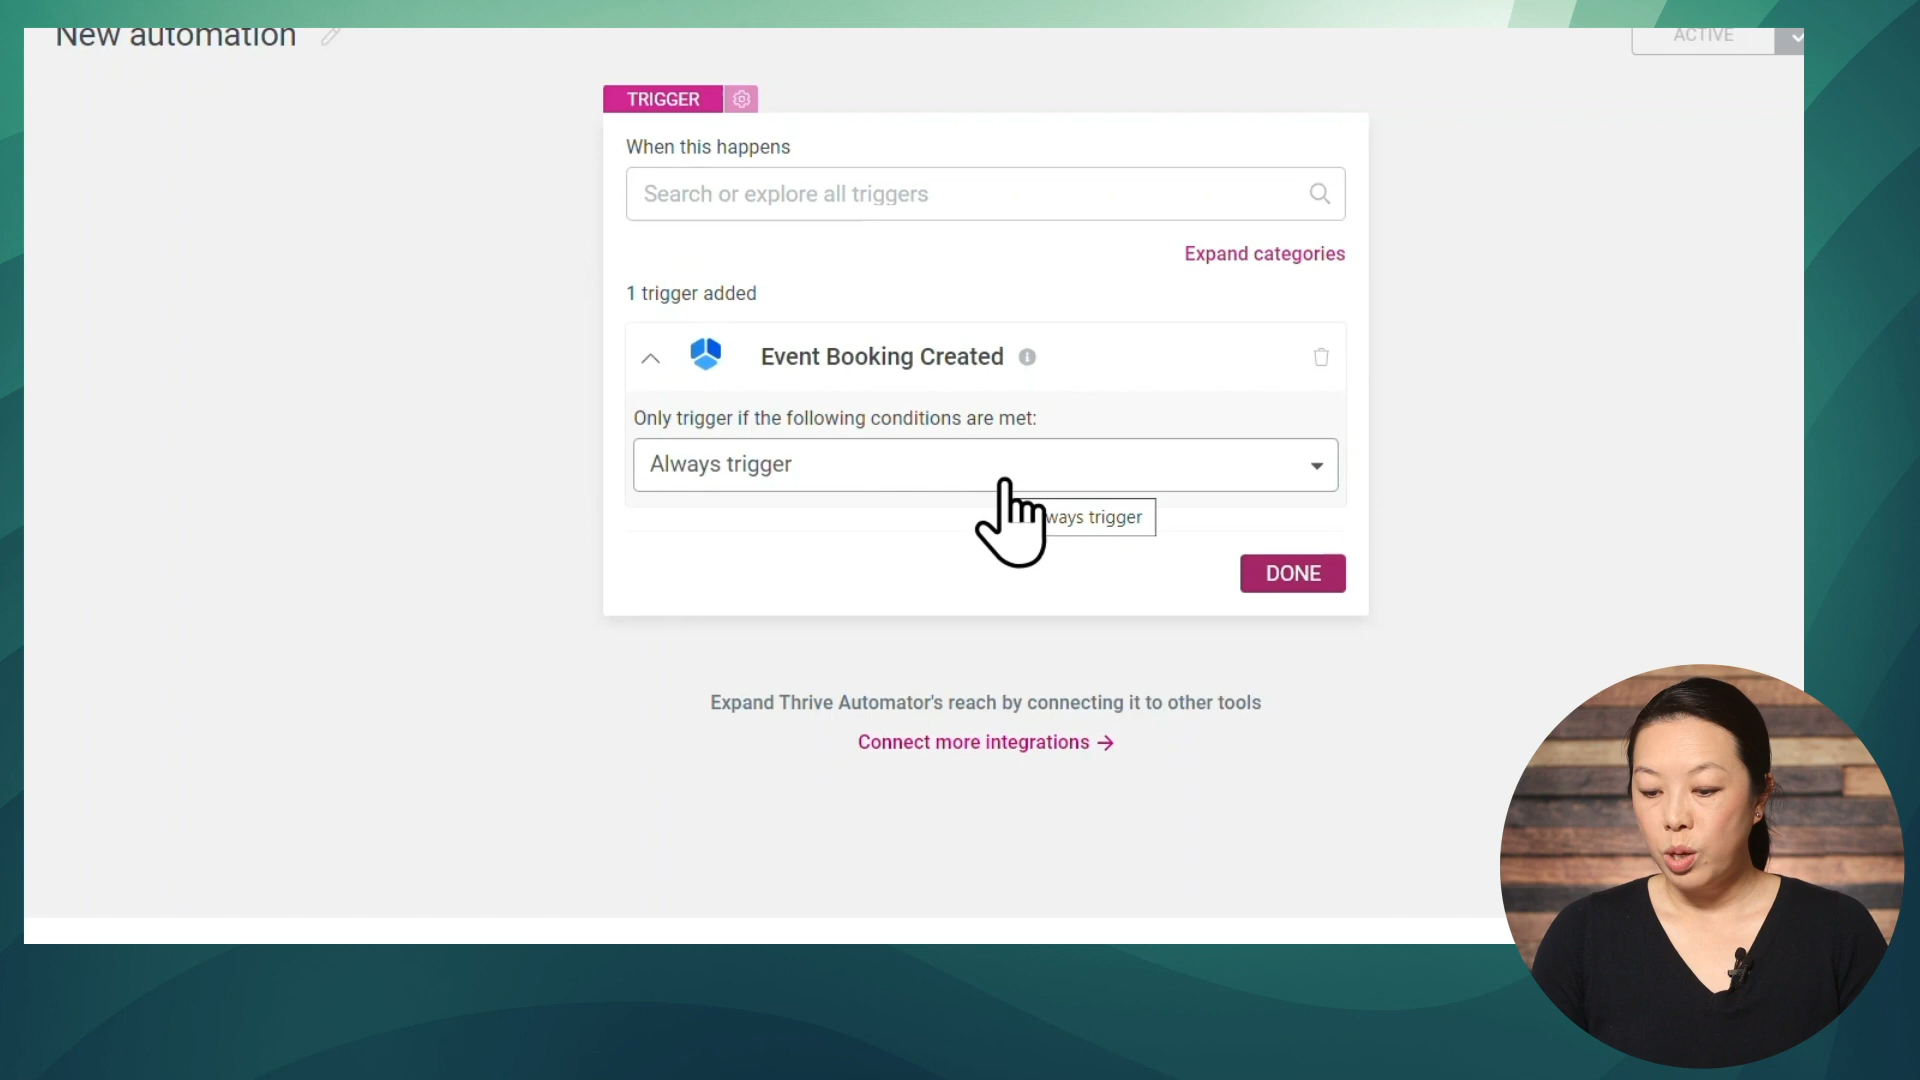 New automation
ACTIVE
TRIGGER
When this happens
Search or explore all triggers
Expand categories
1 trigger added
Event Booking Created
Only trigger if the following conditions are met:
Always trigger
trigger
DONE
Expand Thrive Automator's reach by connecting it to other tools
Connect more integrations →